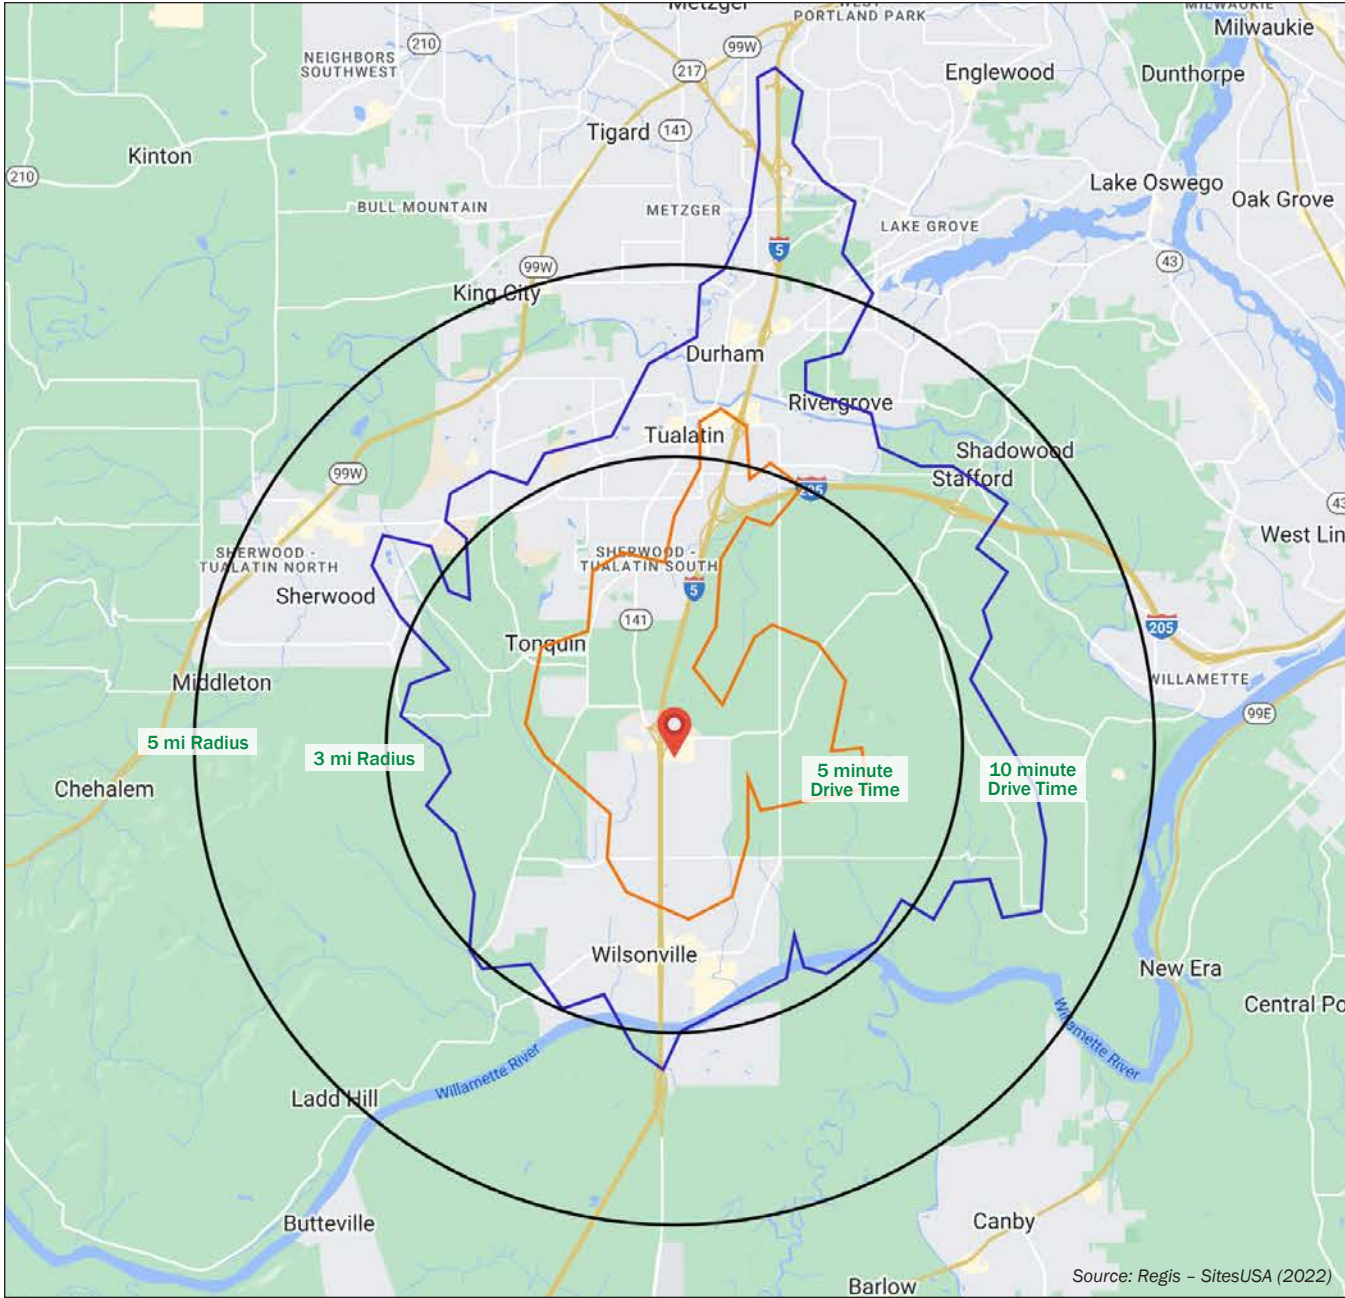 Metzger
WEST
PORTLAND PARK
MILWAUKIE
Milwaukie
210
99W
NEIGHBORS
SOUTHWEST
217
Englewood
Dunthorpe
Tigard
141
Kinton
210
Lake Oswego
Oak Grove
BULL MOUNTAIN
METZGER
LAKE GROVE
5
43
99W
King City
Durham
Rivergrove
Tualatin
Shadowood
Stafford
99W
205
43
West Lin
SHERWOOD -
TUALATIN NORTH
SHERWOOD -
TUALATIN SOUTH
5
Sherwood
141
205
Tonquin
Middleton
WILLAMETTE
99E
5 mi Radius
3 mi Radius
5 minute
Drive Time
10 minute
Drive Time
Chehalem
Wilsonville
New Era
Central Po
Willamette River
Willamette River
Ladd Hill
Butteville
Canby
Barlow
Source: Regis – SitesUSA (2022)